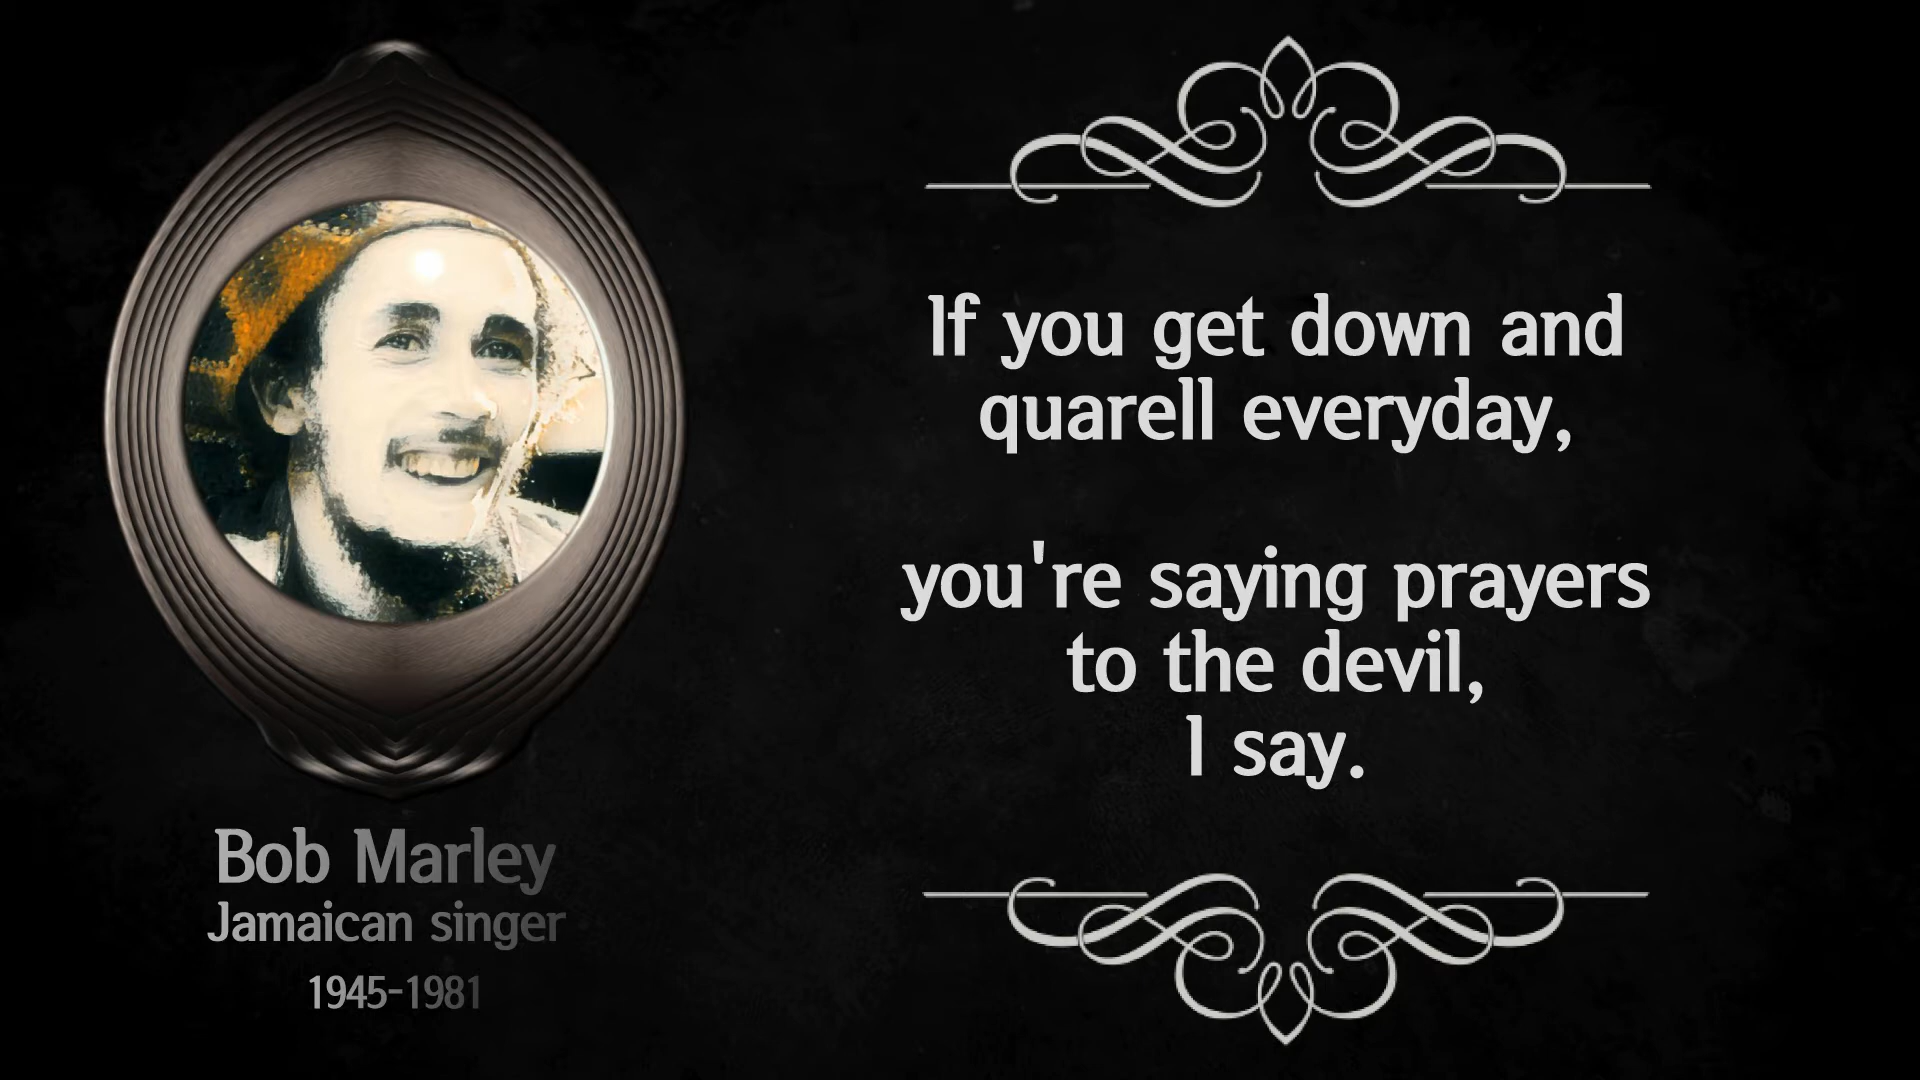 If you get down and
quarell everyday,
you're saying prayers
to the devil,
I say.
Bob Marley
Jamaican singer
1945-1981